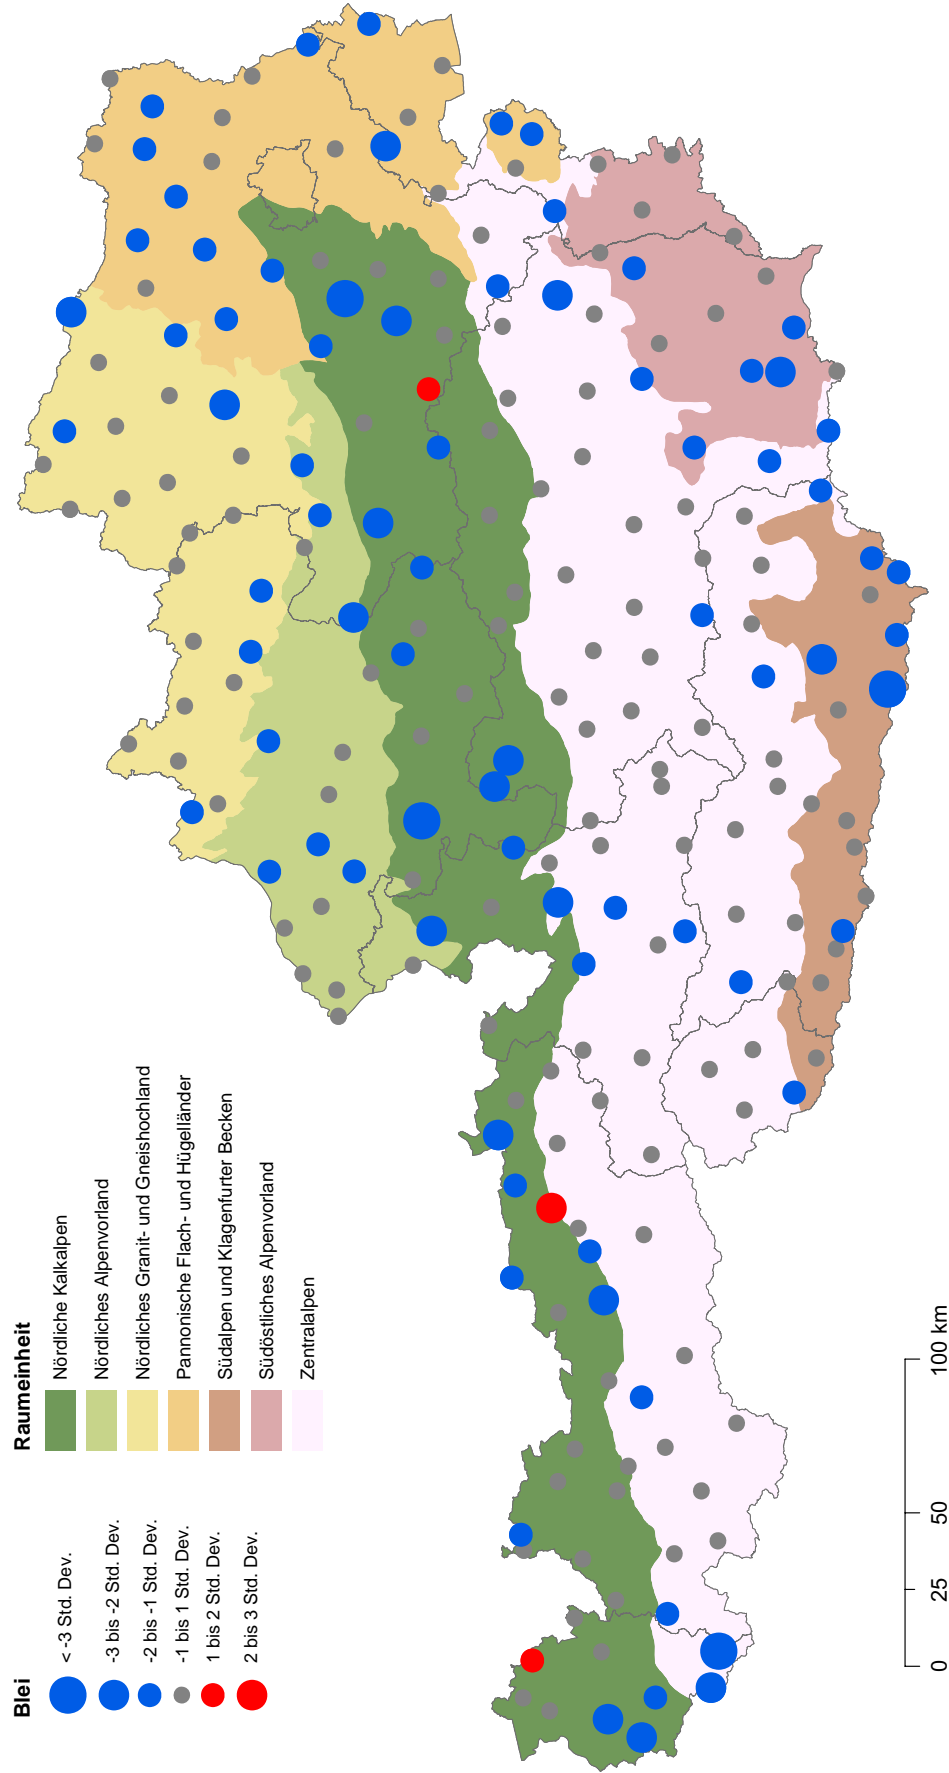 Blei
< -3 Std. Dev.
-3 bis -2 Std. Dev.
-2 bis -1 Std. Dev.
-1 bis 1 Std. Dev.
1 bis 2 Std. Dev.
2 bis 3 Std. Dev.
Raumeinheit
Nördliche Kalkalpen
Nördliches Alpenvorland
Nördliches Granit- und Gneishochland
Pannonische Flach- und Hügelländer
Südalpen und Klagenfurter Becken
Südöstliches Alpenvorland
Zentralalpen
0 25 50 100 km